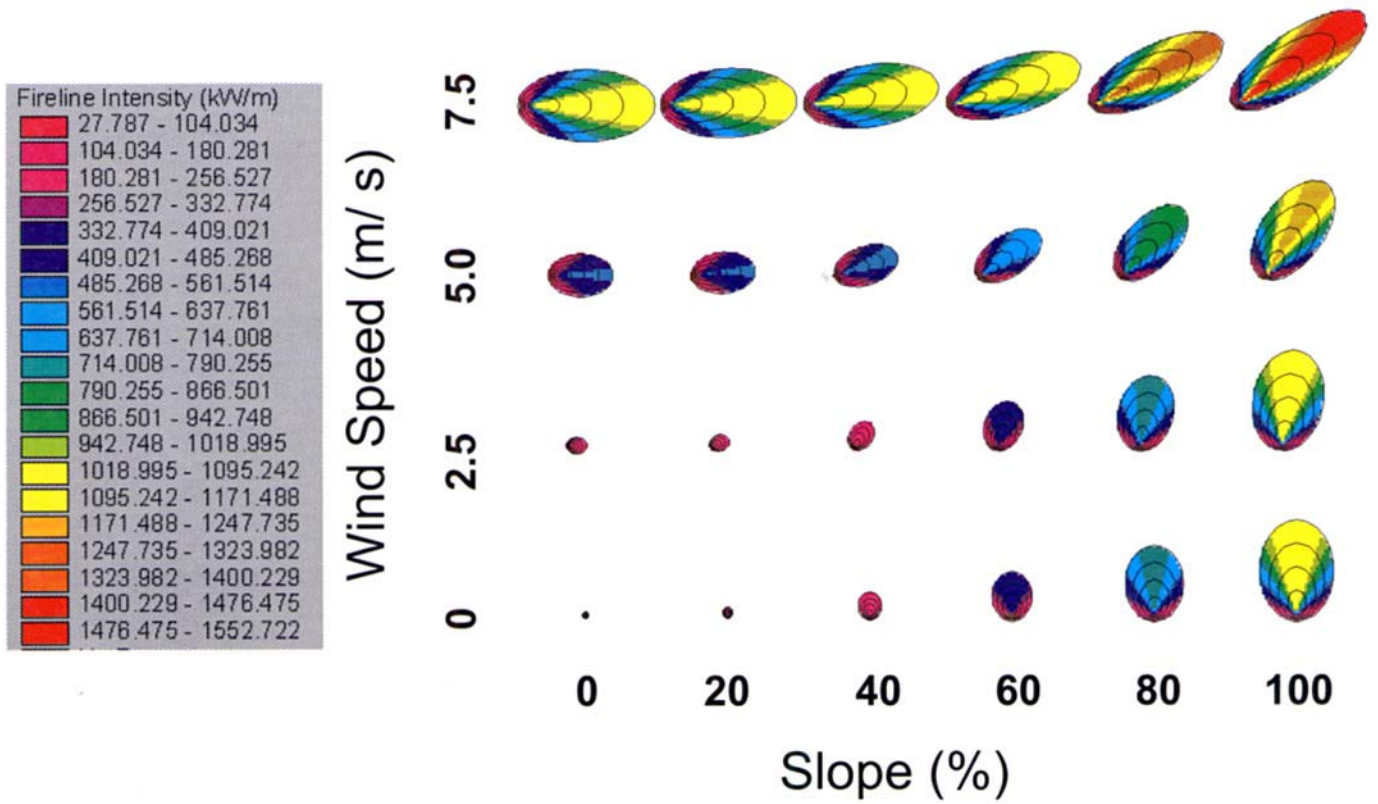 Fireline Intensity (kW/m)
27.787 - 104.034
104.034 - 180.281
180.281 - 256.527
256.527 - 332.774
332.774 - 409.021
409.021 - 485.268
485.268 - 561.514
561.514 - 637.761
637.761 - 714.008
714.008 - 790.255
790.255 - 866.501
866.501 - 942.748
942.748 - 1018.995
1018.995 - 1095.242
1095.242 - 1171.488
1171.488 - 1247.735
1247.735 - 1323.982
1323.982 - 1400.229
1400.229 - 1476.475
1476.475 - 1552.722
Wind Speed (m/ s)
7.5
5.0
2.5
0
0 20 40 60 80 100
Slope (%)